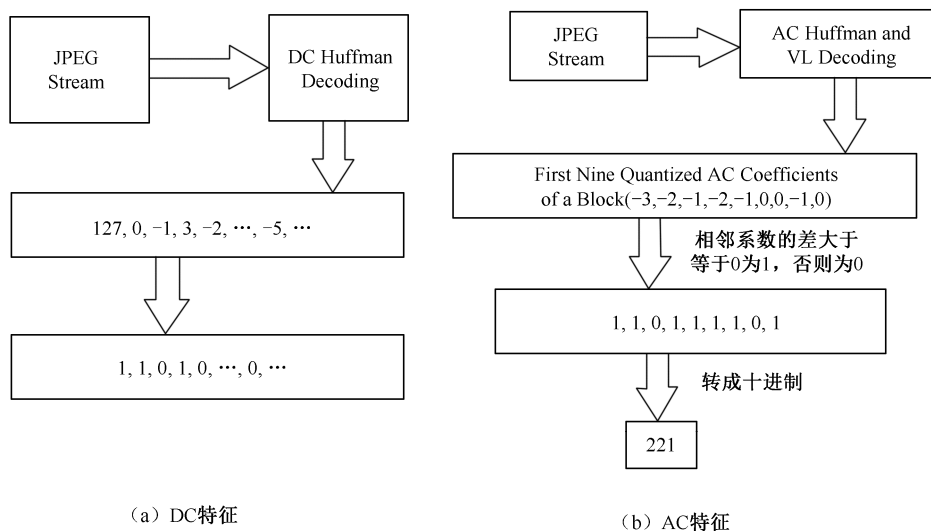 JPEG
Stream
DC Huffman
Decoding
127, 0, −1, 3, −2, ···, −5, ···
1, 1, 0, 1, 0, ···, 0, ···
(a) DC特征
JPEG
Stream
AC Huffman and
VL Decoding
First Nine Quantized AC Coefficients
of a Block(−3,−2,−1,−2,−1,0,0,−1,0)
相邻系数的差大于
等于0为1，否则为0
1, 1, 0, 1, 1, 1, 1, 0, 1
转成十进制
221
(b) AC特征